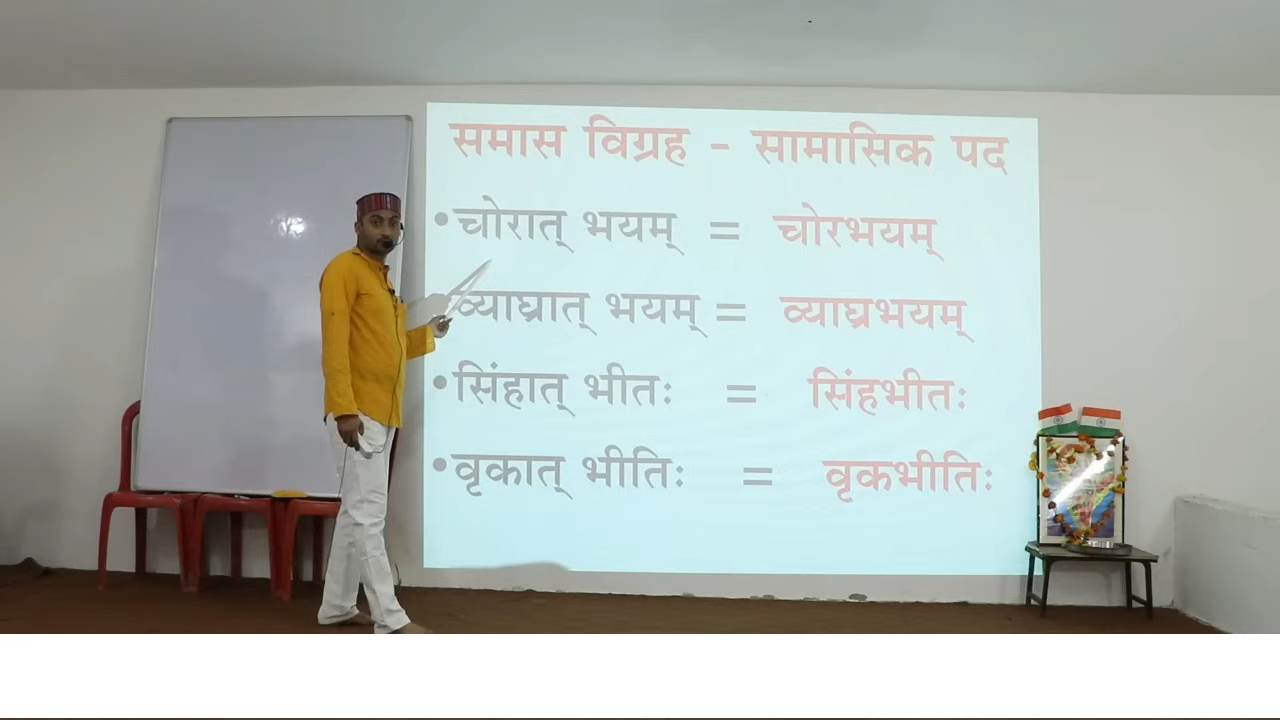 समास विग्रह - सामासिक पद
•चोरात् भयम् = चोरभयम्
व्याघ्रात् भयम् = व्याघ्रभयम्
•सिंहात् भीतः = सिंहभीतः
•वृकात् भीतिः = वृकभीतिः